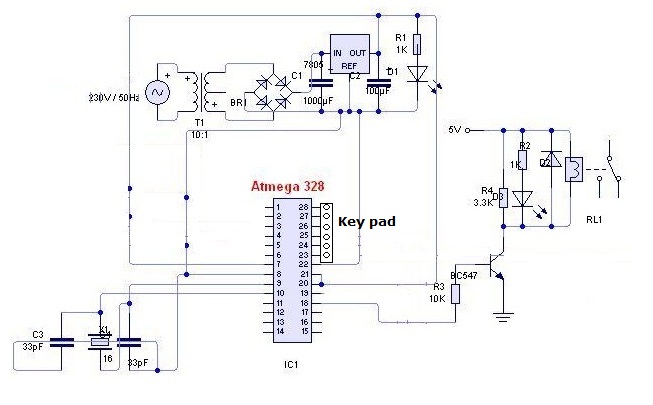 R1
1K
IN OUT
REF
7805
C1
C2
D1
1000µF
100µF
230V / 50Hz
BR1
T1
10:1
5V
R2
1K
D2
R4
3.3K
D3
RL1
Atmega 328
Key pad
1 28
2 27
3 26
4 25
5 24
6 23
7 22
8 21
9 20
10 19
11 18
12 17
13 16
14 15
IC1
BC547
R3
10K
C3
33pF
X1
16
33pF